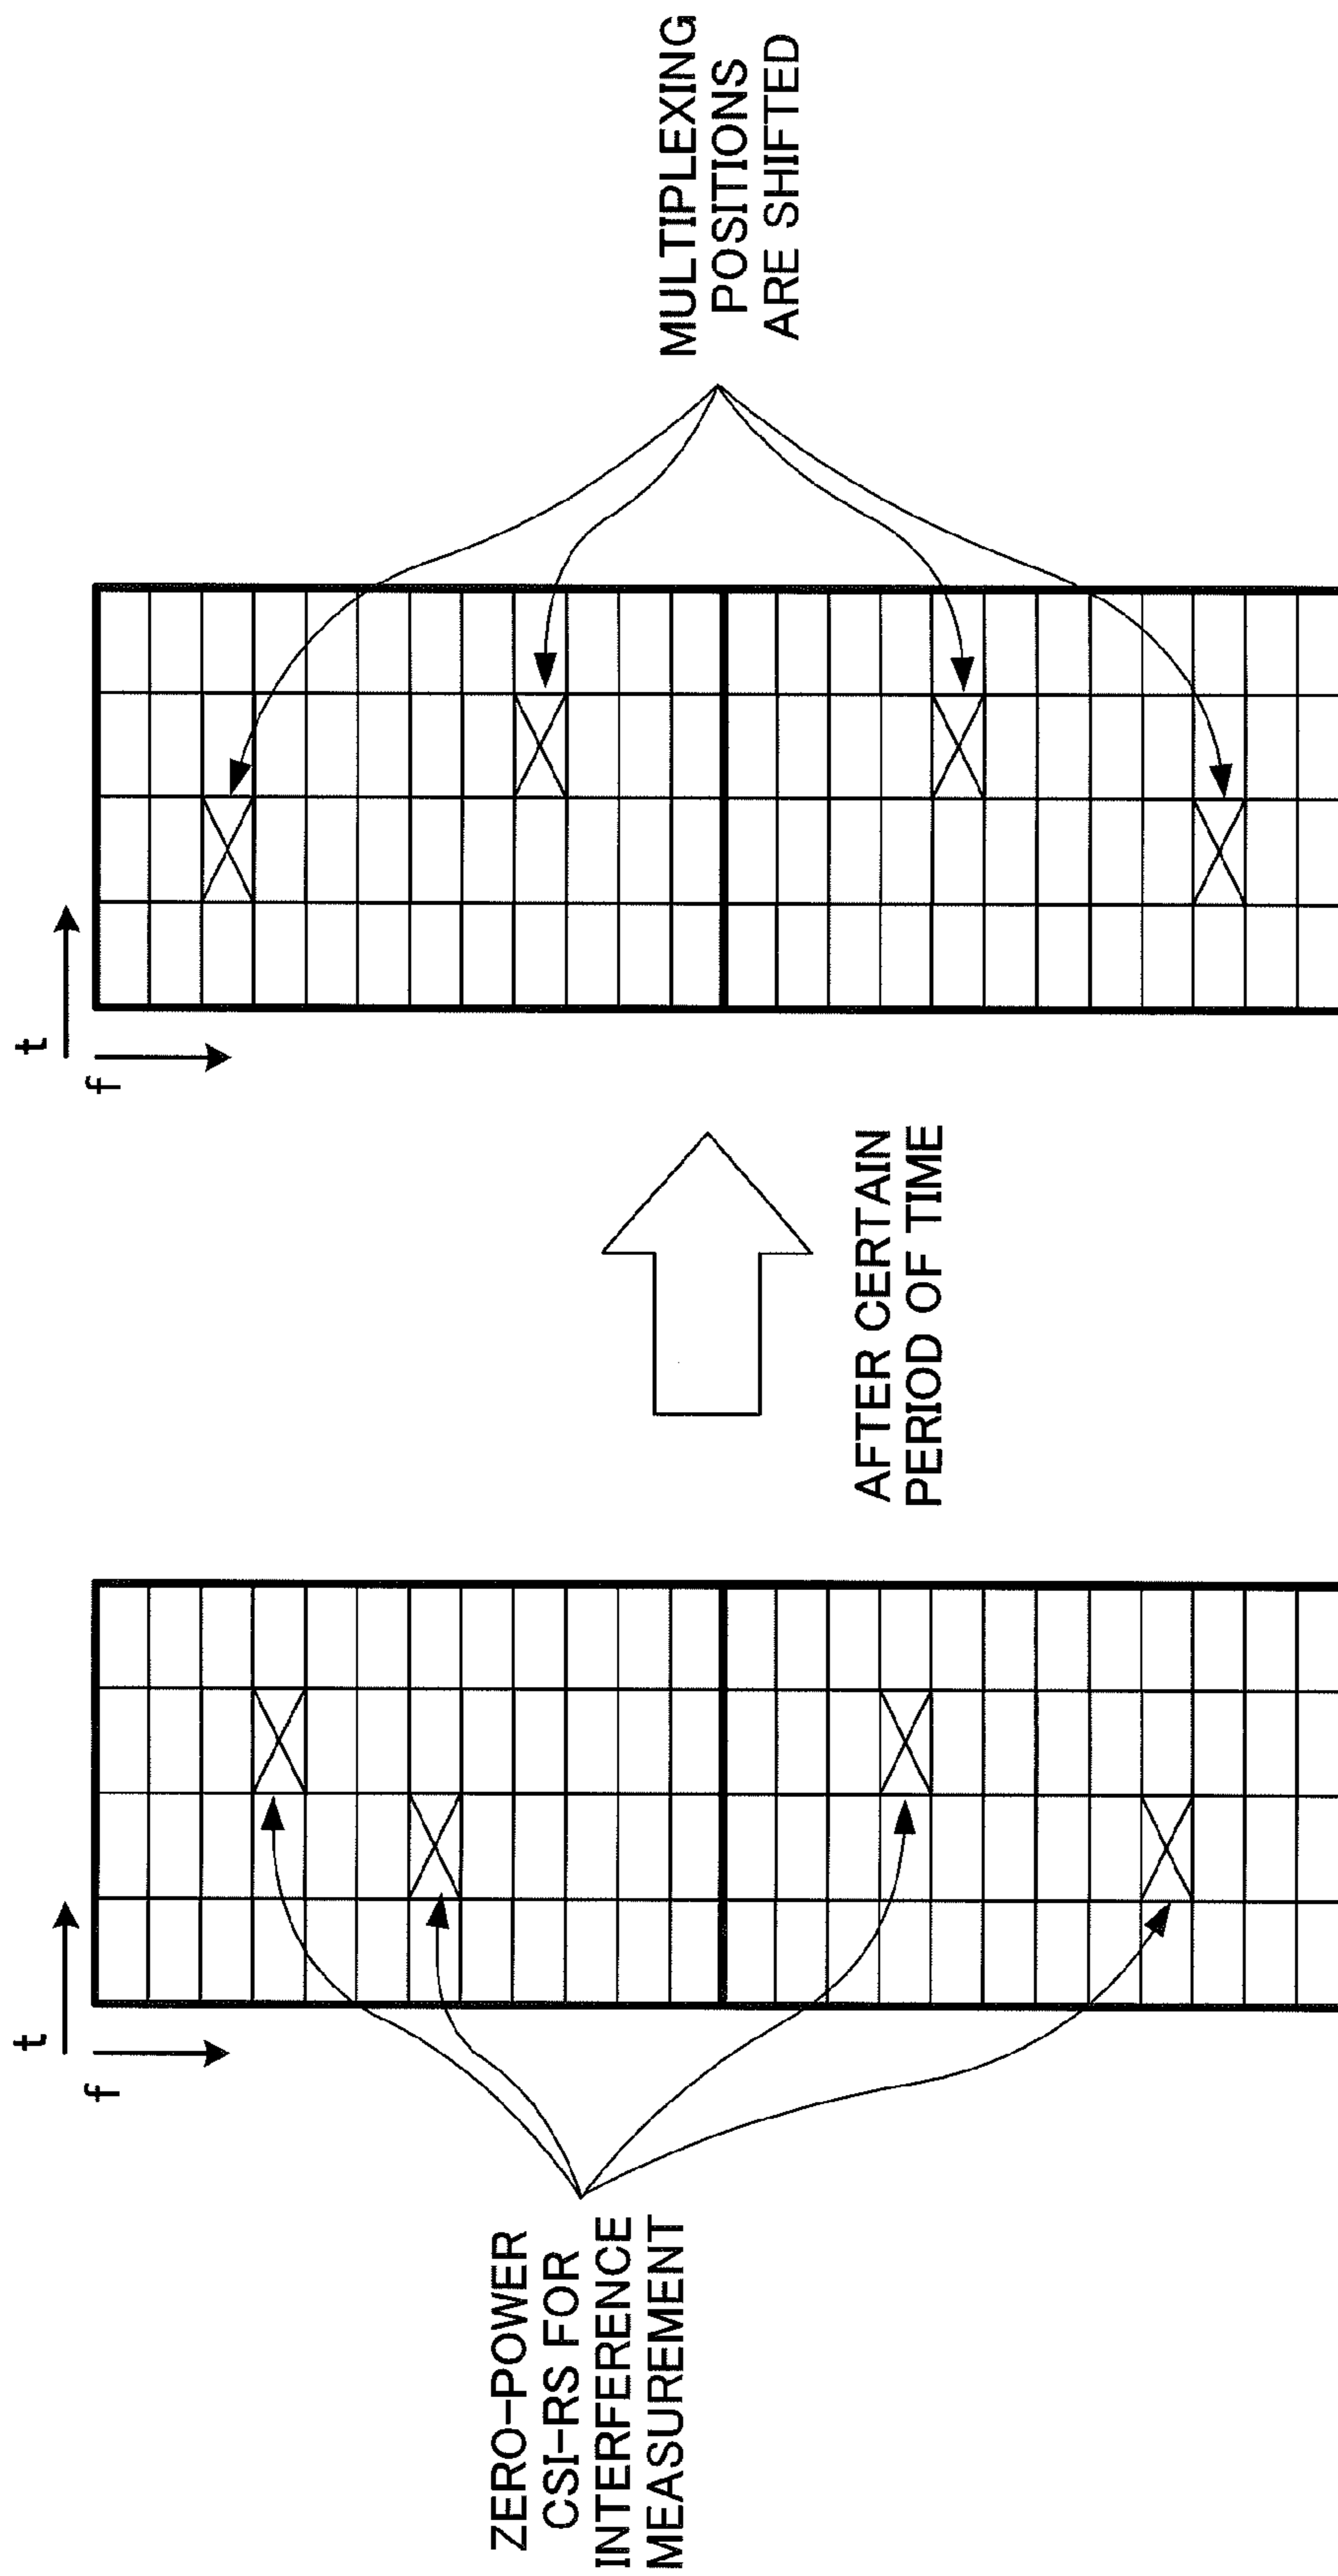 ZERO-POWER
CSI-RS FOR
INTERFERENCE
MEASUREMENT
t
f
AFTER CERTAIN
PERIOD OF TIME
t
f
MULTIPLEXING
POSITIONS
ARE SHIFTED